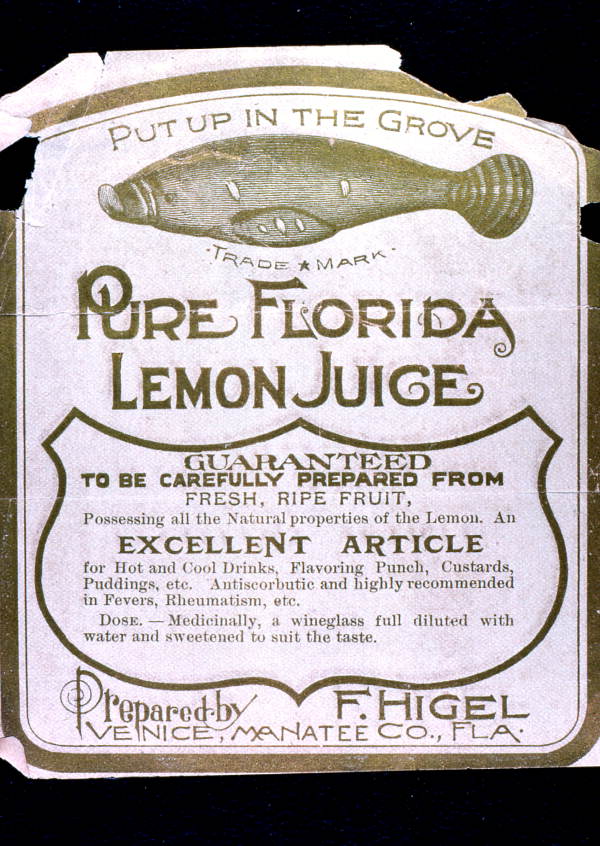 PUT UP IN THE GROVE
·TRADE ★ MARK·
PURE FLORIDA
LEMON JUICE
GUARANTEED
TO BE CAREFULLY PREPARED FROM
FRESH, RIPE FRUIT,
Possessing all the Natural properties of the Lemon. An
EXCELLENT ARTICLE
for Hot and Cool Drinks, Flavoring Punch, Custards,
Puddings, etc. Antiscorbutic and highly recommended
in Fevers, Rheumatism, etc.
DOSE. — Medicinally, a wineglass full diluted with
water and sweetened to suit the taste.
Prepared by F. HIGEL
VENICE, MANATEE CO., FLA.